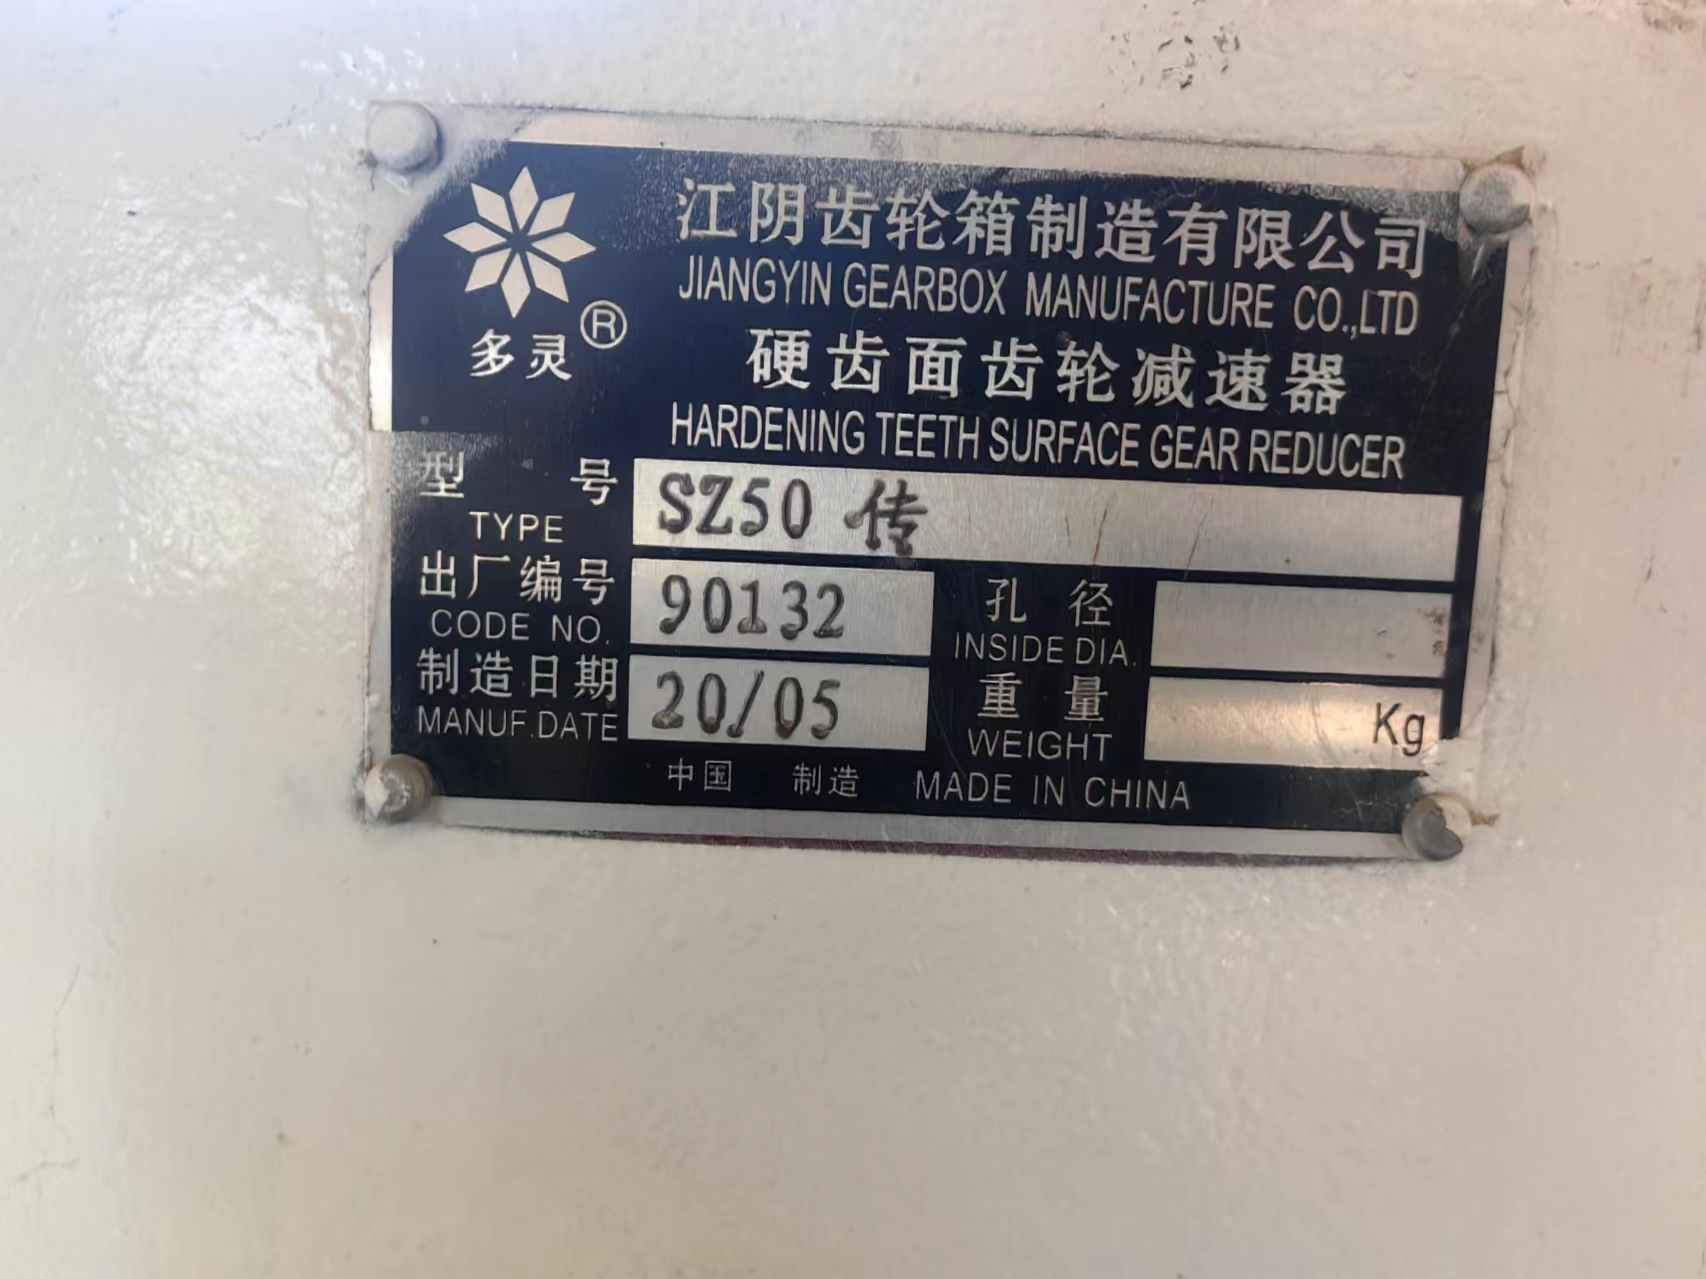 江阴齿轮箱制造有限公司
JIANGYIN GEARBOX MANUFACTURE CO.,LTD
多灵®
硬齿面齿轮减速器
HARDENING TEETH SURFACE GEAR REDUCER
型 号 SZ50 传
TYPE
出厂编号 90132 孔 径
CODE NO. INSIDE DIA.
制造日期 20/05 重 量 Kg
MANUF.DATE WEIGHT
中国 制造 MADE IN CHINA